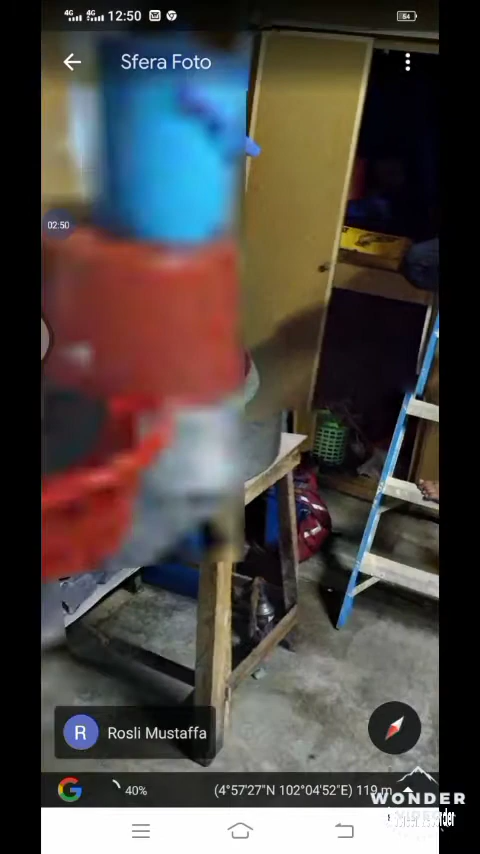 4G 4G 12:50 54
Sfera Foto
02:50
R Rosli Mustaffa
G 40% (4°57'27"N 102°04'52"E) 119 m
WONDER